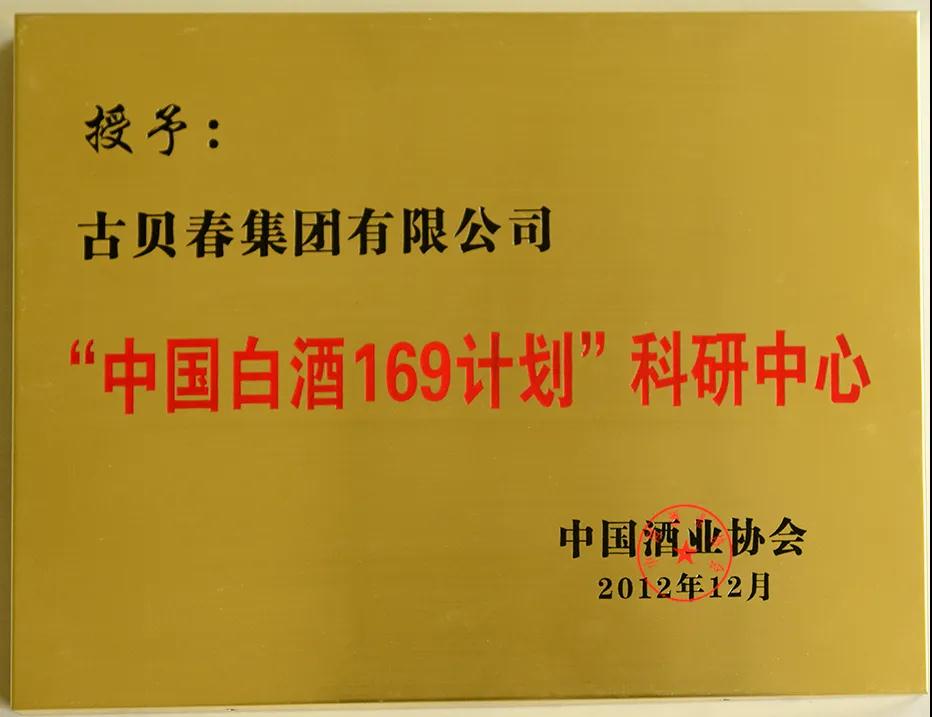 授予：
古贝春集团有限公司
“中国白酒169计划”科研中心
中国酒业协会
2012年12月